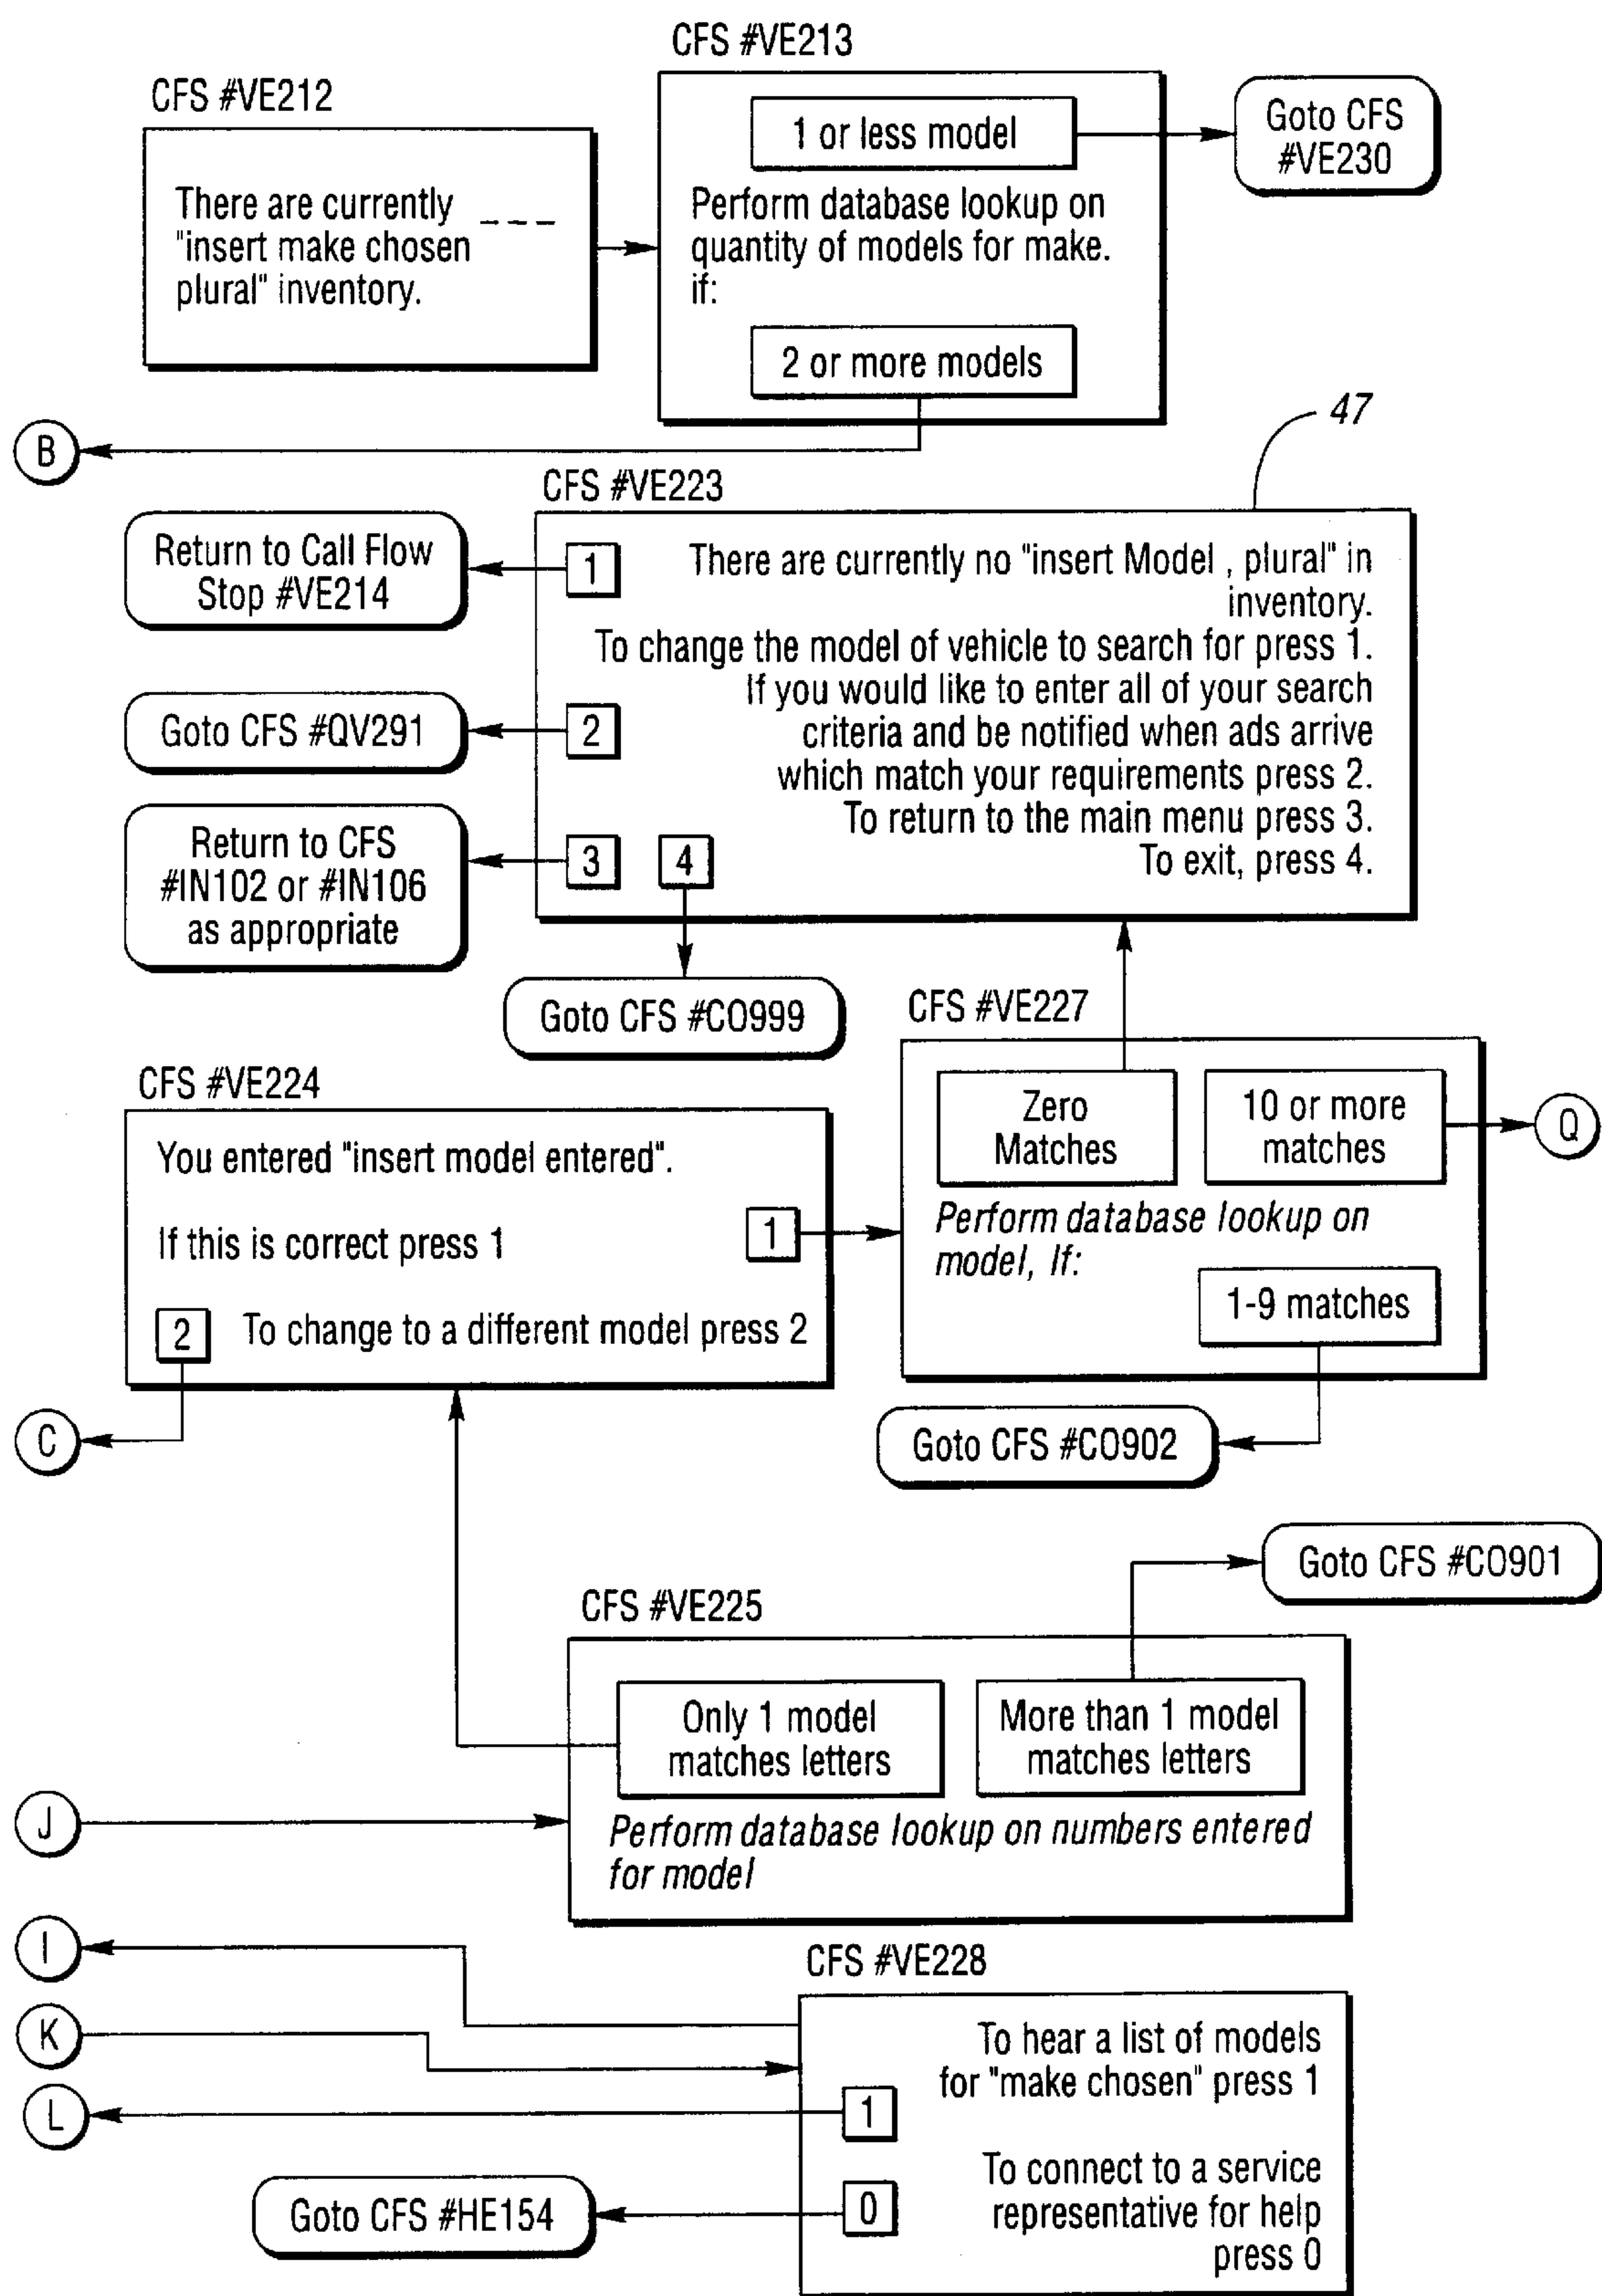 CFS #VE213
CFS #VE212
1 or less model
Goto CFS
#VE230
There are currently _ _ _
"insert make chosen
plural" inventory.
Perform database lookup on
quantity of models for make.
if:
2 or more models
B
47
CFS #VE223
Return to Call Flow
Stop #VE214
1
There are currently no "insert Model , plural" in
inventory.
To change the model of vehicle to search for press 1.
If you would like to enter all of your search
criteria and be notified when ads arrive
which match your requirements press 2.
To return to the main menu press 3.
To exit, press 4.
Goto CFS #QV291
2
Return to CFS
#IN102 or #IN106
as appropriate
3
4
Goto CFS #CO999
CFS #VE227
Zero
Matches
10 or more
matches
Q
Perform database lookup on
model, If:
1-9 matches
Goto CFS #CO902
CFS #VE224
You entered "insert model entered".
If this is correct press 1
1
2
To change to a different model press 2
C
Goto CFS #CO901
CFS #VE225
Only 1 model
matches letters
More than 1 model
matches letters
J
Perform database lookup on numbers entered
for model
I
CFS #VE228
K
To hear a list of models
for "make chosen" press 1
L
1
To connect to a service
representative for help
press 0
Goto CFS #HE154
0